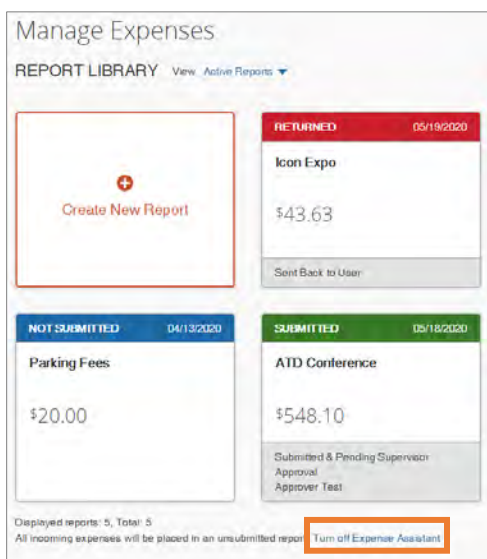 Manage Expenses
REPORT LIBRARY View Active Reports
Create New Report
RETURNED 05/19/2020
Icon Expo
$43.63
Sent Back to User
NOT SUBMITTED 04/13/2020
Parking Fees
$20.00
SUBMITTED 05/18/2020
ATD Conference
$548.10
Submitted & Pending Supervisor
Approval
Approver Test
Displayed reports: 5, Total: 5
All incoming expenses will be placed in an unsubmitted report Turn off Expense Assistant